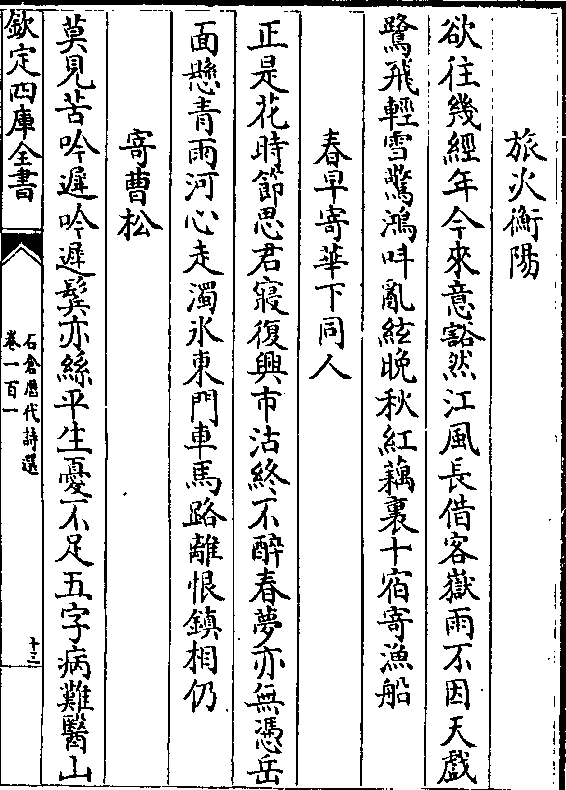 旅火衡陽
欲往幾經年今來意豁然江風長借客嶽雨不因天戲
鷺飛輕雪驚鴻呌亂絃晚秋紅藕裏十宿寄漁船
春早寄華下同人
正是花時節思君寢復興市沽終不醉春夢亦無憑岳
面懸青雨河心走濁氷東門車馬路離恨鎮相仍
寄曹松
莫見苦吟遲吟遲鬂亦絲平生憂不足五字病難醫山
欽定四庫全書
石倉歴代詩選
卷一百一
十三